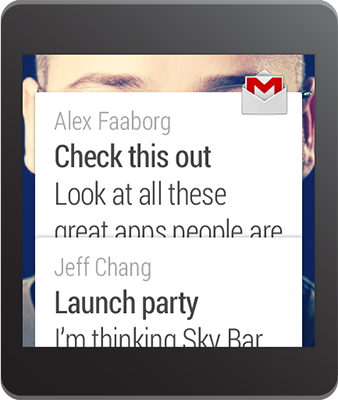 Alex Faaborg
Check this out
Look at all these
great apps people are
Jeff Chang
Launch party
I'm thinking Sky Bar